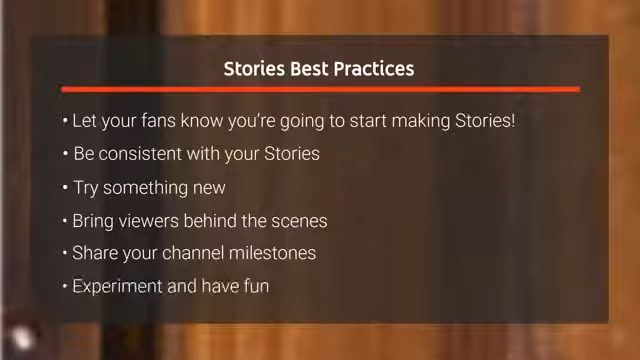 Stories Best Practices
• Let your fans know you're going to start making Stories!
• Be consistent with your Stories
• Try something new
• Bring viewers behind the scenes
• Share your channel milestones
• Experiment and have fun